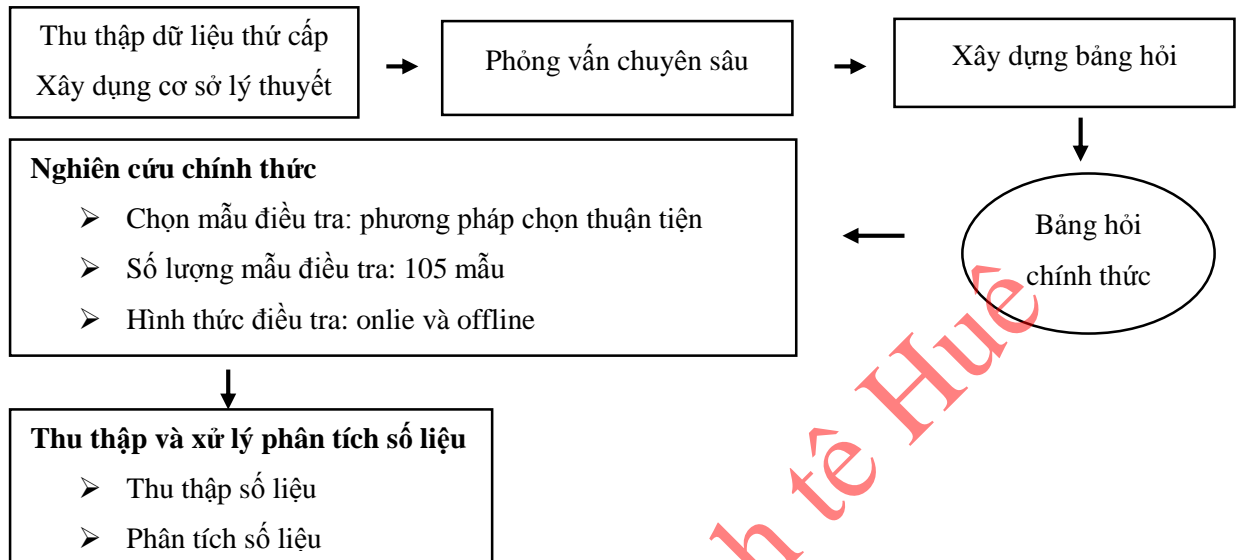 Thu thập dữ liệu thứ cấp
Xây dụng cơ sở lý thuyết
Phỏng vấn chuyên sâu
Xây dựng bảng hỏi
Bảng hỏi
chính thức
Nghiên cứu chính thức
➢ Chọn mẫu điều tra: phương pháp chọn thuận tiện
➢ Số lượng mẫu điều tra: 105 mẫu
➢ Hình thức điều tra: onlie và offline
Thu thập và xử lý phân tích số liệu
➢ Thu thập số liệu
➢ Phân tích số liệu
tê Huê